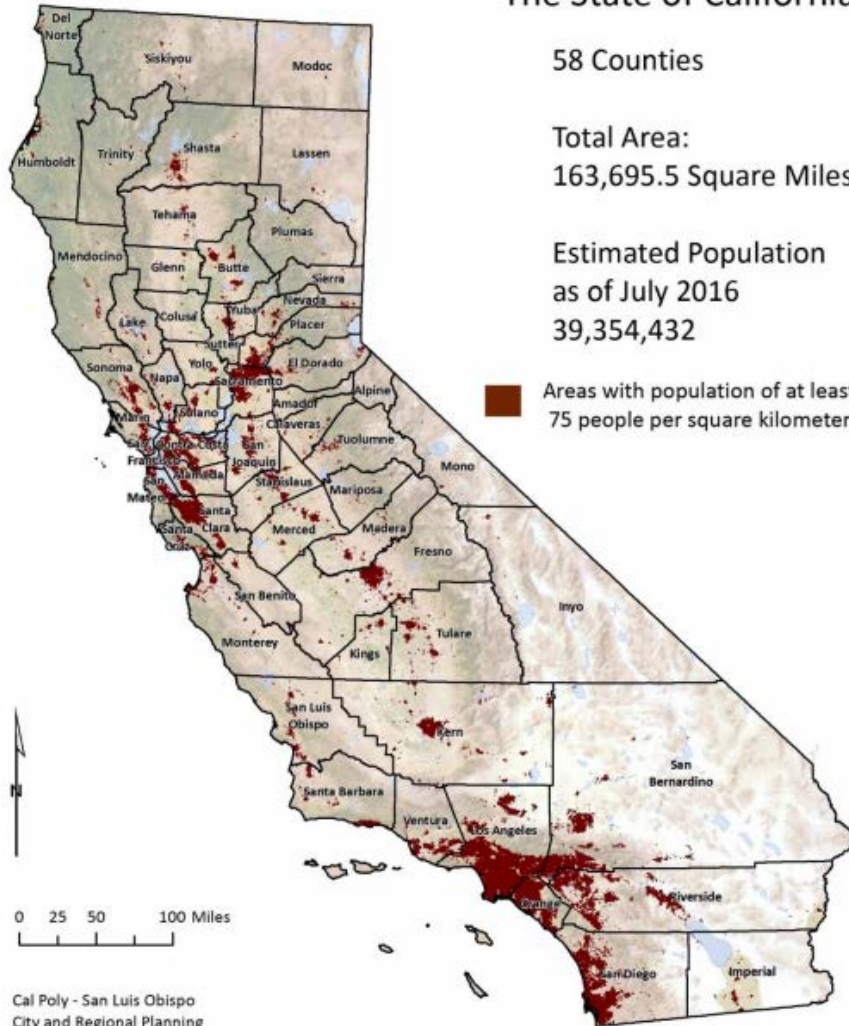 The State of California
58 Counties
Total Area:
163,695.5 Square Miles
Estimated Population
as of July 2016
39,354,432
Areas with population of at least
75 people per square kilometer
Del
Norte
Siskiyou
Modoc
Humboldt
Trinity
Shasta
Lassen
Tehama
Plumas
Mendocino
Glenn
Butte
Sierra
Lake
Colusa
Yuba
Nevada
Placer
Sutter
Sonoma
Napa
Yolo
El Dorado
Sacramento
Alpine
Amador
Marin
Solano
Calaveras
San
Francisco
Contra Costa
San
Joaquin
Tuolumne
Mono
Alameda
San
Mateo
Stanislaus
Mariposa
Santa
Clara
Santa
Cruz
Merced
Madera
Fresno
San Benito
Inyo
Monterey
Kings
Tulare
San Luis
Obispo
Kern
San
Bernardino
Santa Barbara
Ventura
Los Angeles
Orange
Riverside
San Diego
Imperial
N
0 25 50 100 Miles
Cal Poly - San Luis Obispo
City and Regional Planning